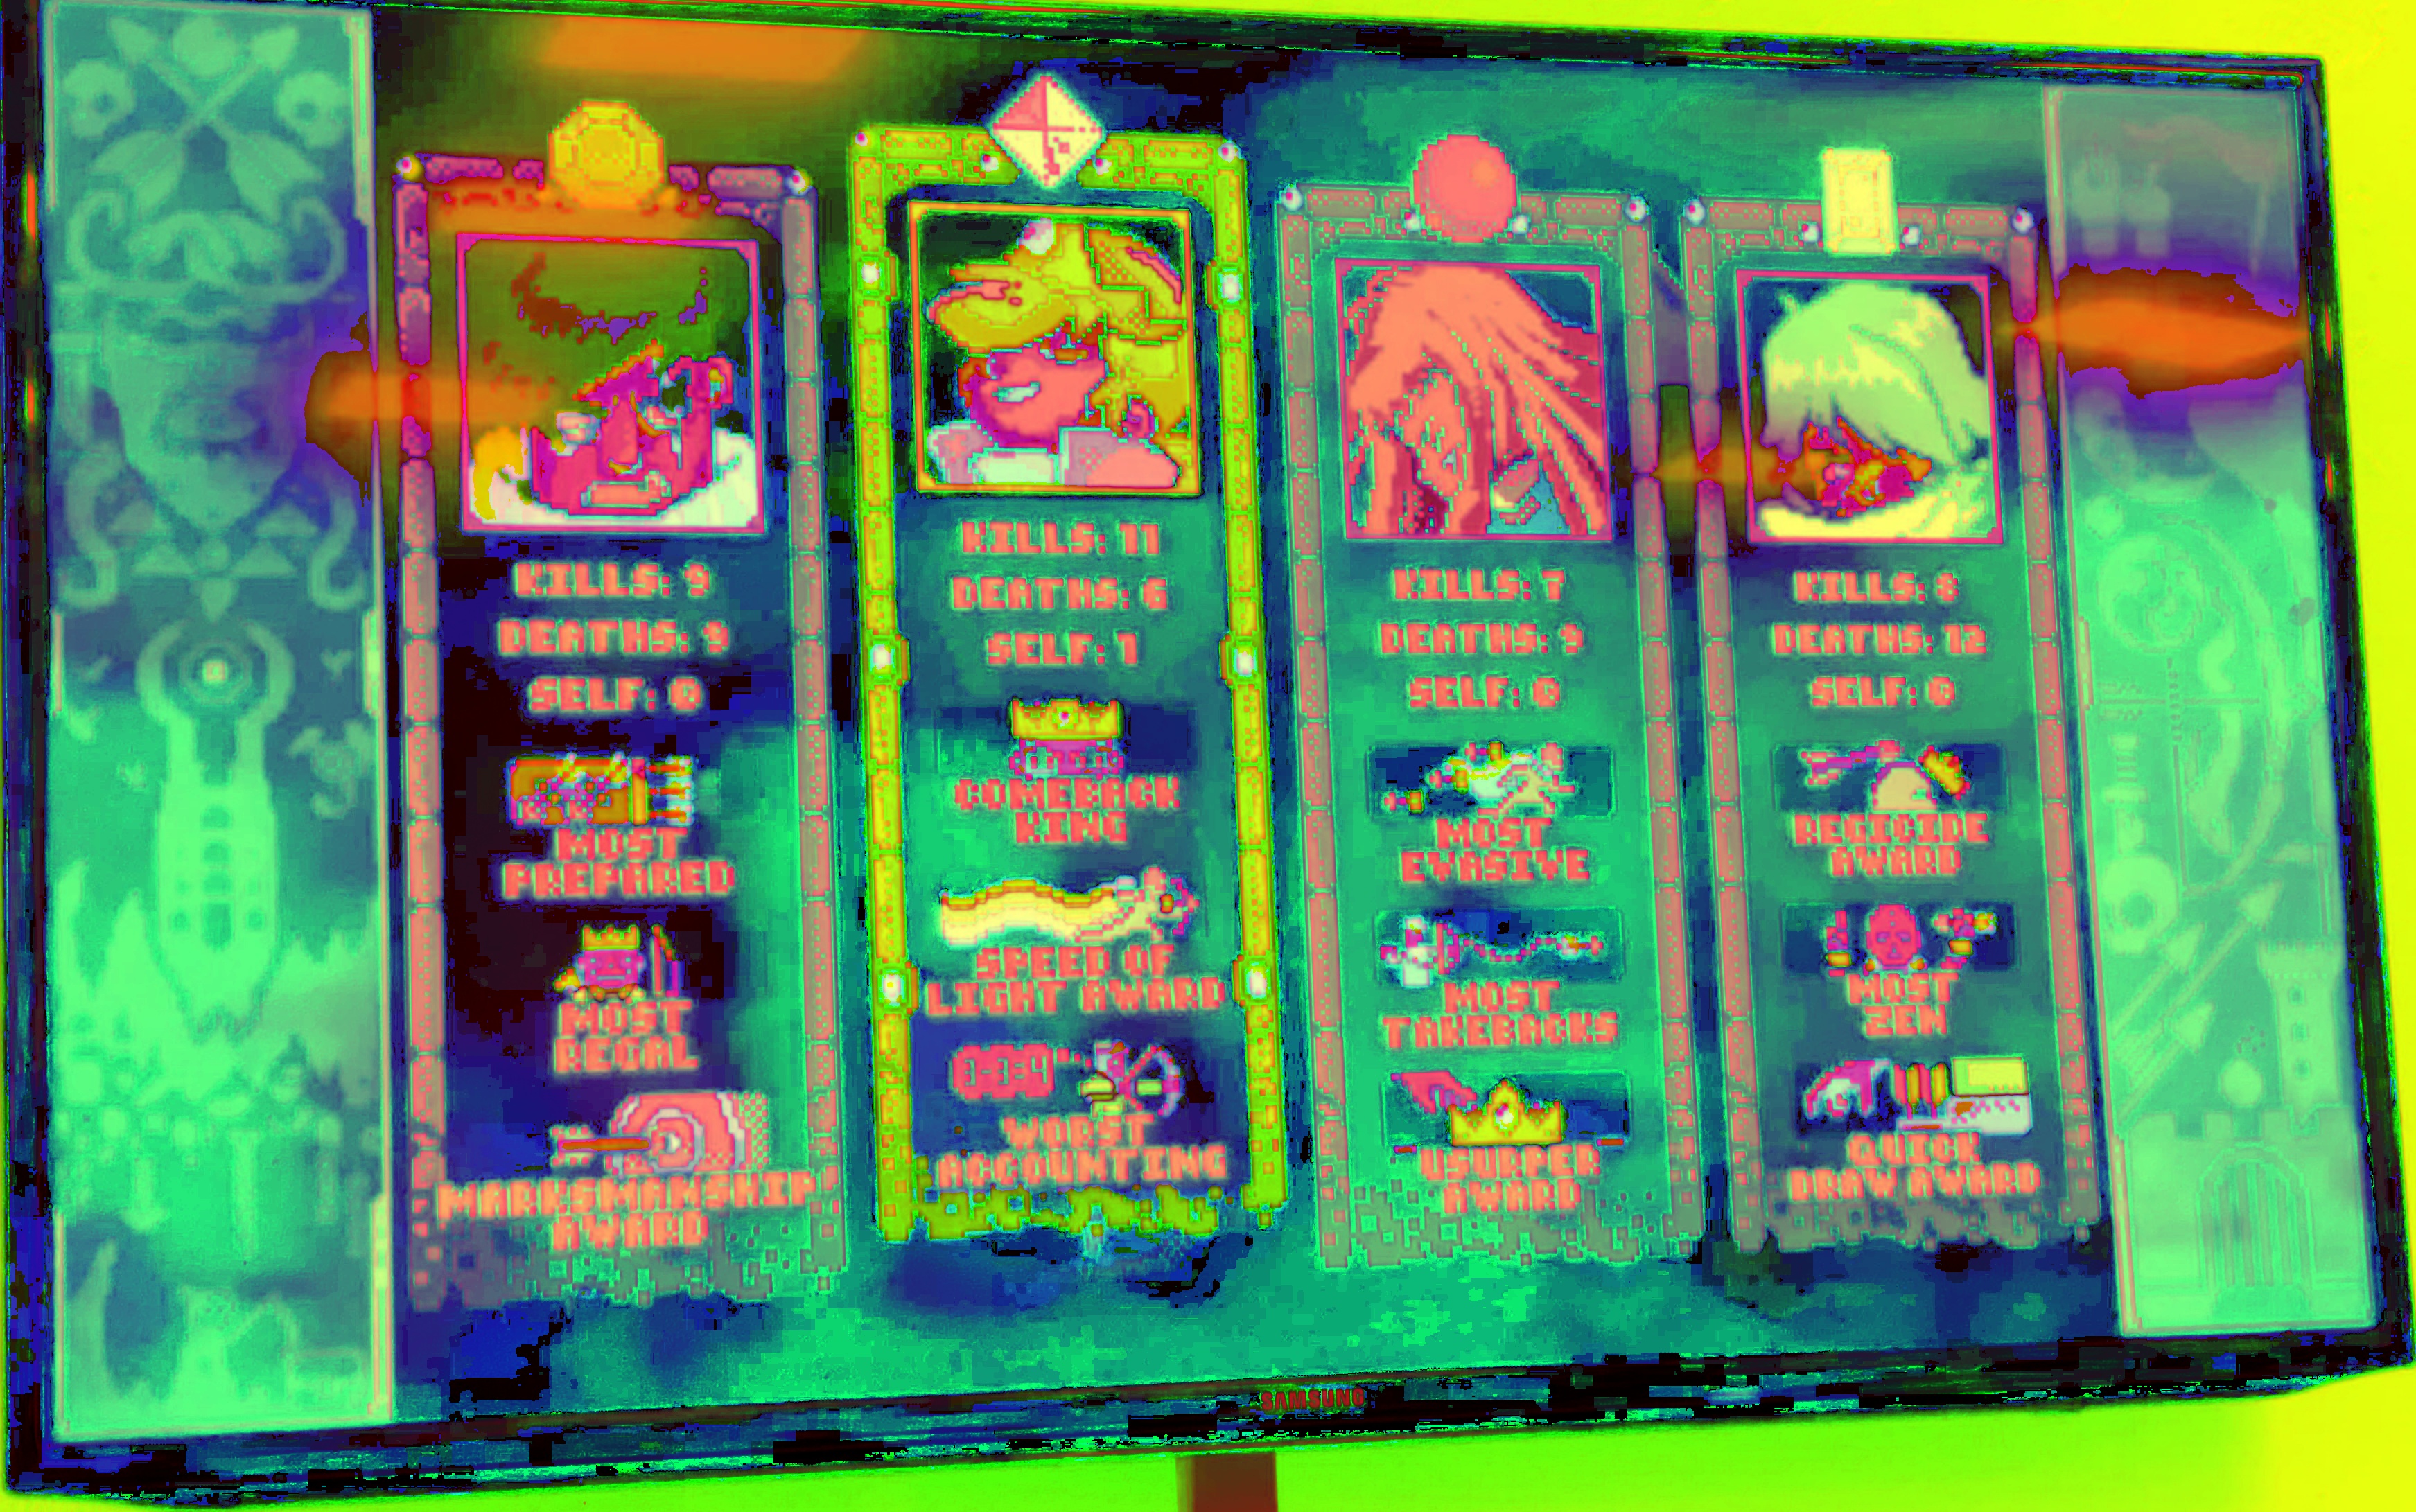 KILLS: 9
DEATHS: 9
SELF: 0
MOST
PREPARED
MOST
REGAL
MARKSMANSHIP
AWARD
KILLS: 11
DEATHS: 6
SELF: 1
COMEBACK
KING
SPEED OF
LIGHT AWARD
WORST
ACCOUNTING
KILLS: 7
DEATHS: 9
SELF: 0
MOST
EVASIVE
MOST
TAKEBACKS
USURPER
AWARD
KILLS: 8
DEATHS: 12
SELF: 0
REGICIDE
AWARD
MOST
ZEN
QUICK
DRAW AWARD
SAMSUNG